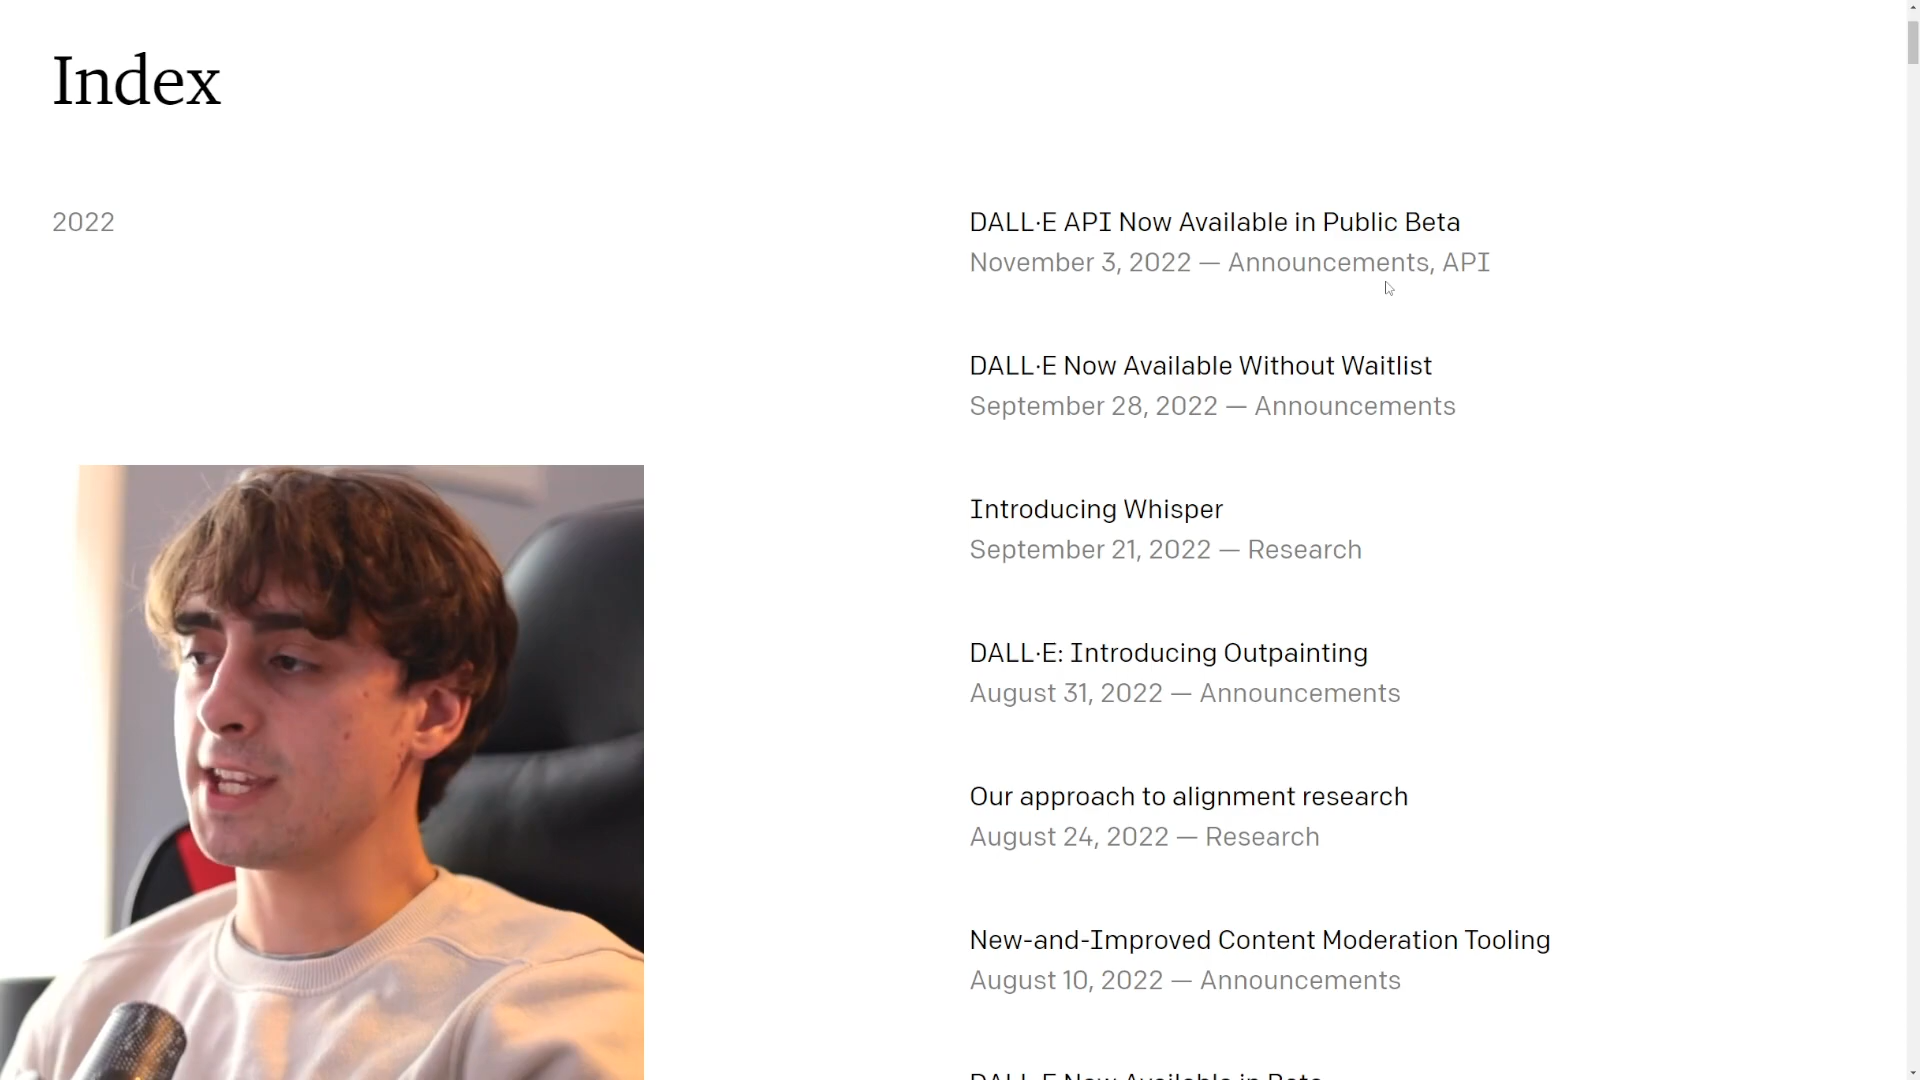 Index
2022
DALL·E API Now Available in Public Beta
November 3, 2022 — Announcements, API
DALL·E Now Available Without Waitlist
September 28, 2022 — Announcements
Introducing Whisper
September 21, 2022 — Research
DALL·E: Introducing Outpainting
August 31, 2022 — Announcements
Our approach to alignment research
August 24, 2022 — Research
New-and-Improved Content Moderation Tooling
August 10, 2022 — Announcements
DALL·E Now Available in Beta